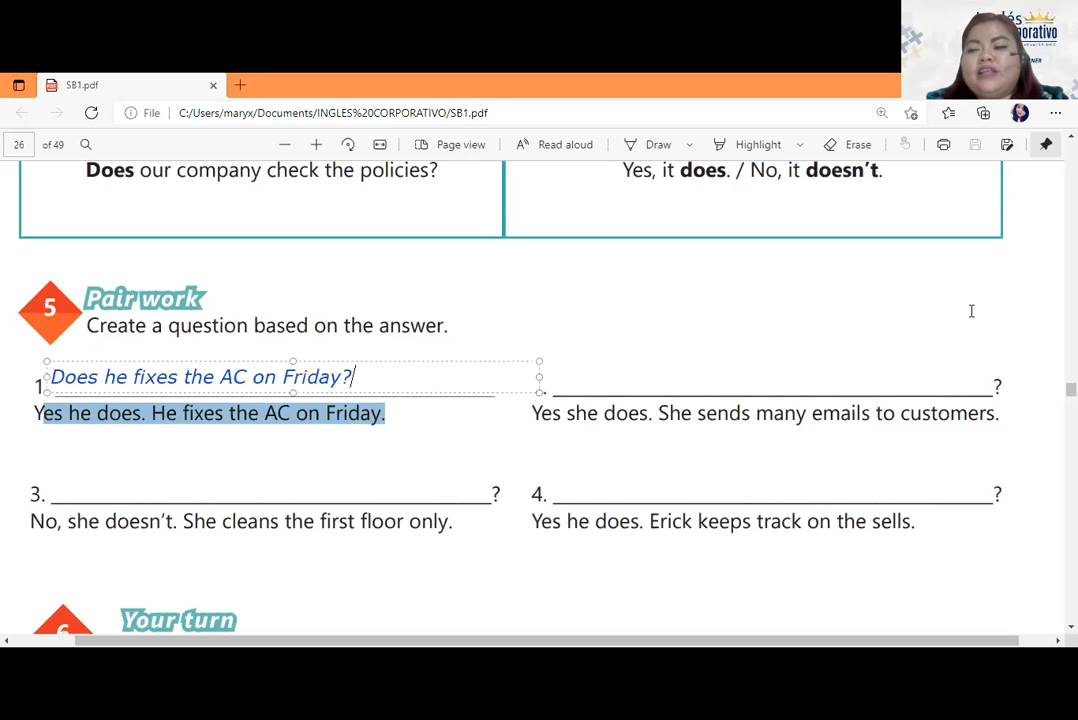 SB1.pdf
File C:/Users/maryx/Documents/INGLES%20CORPORATIVO/SB1.pdf
26 of 49 Page view Read aloud Draw Highlight Erase
Does our company check the policies?
Yes, it does. / No, it doesn't.
5 Pair work
Create a question based on the answer.
1 Does he fixes the AC on Friday?
Yes he does. He fixes the AC on Friday.
. ____________________?
Yes she does. She sends many emails to customers.
3. ____________________?
No, she doesn't. She cleans the first floor only.
4. ____________________?
Yes he does. Erick keeps track on the sells.
6 Your turn